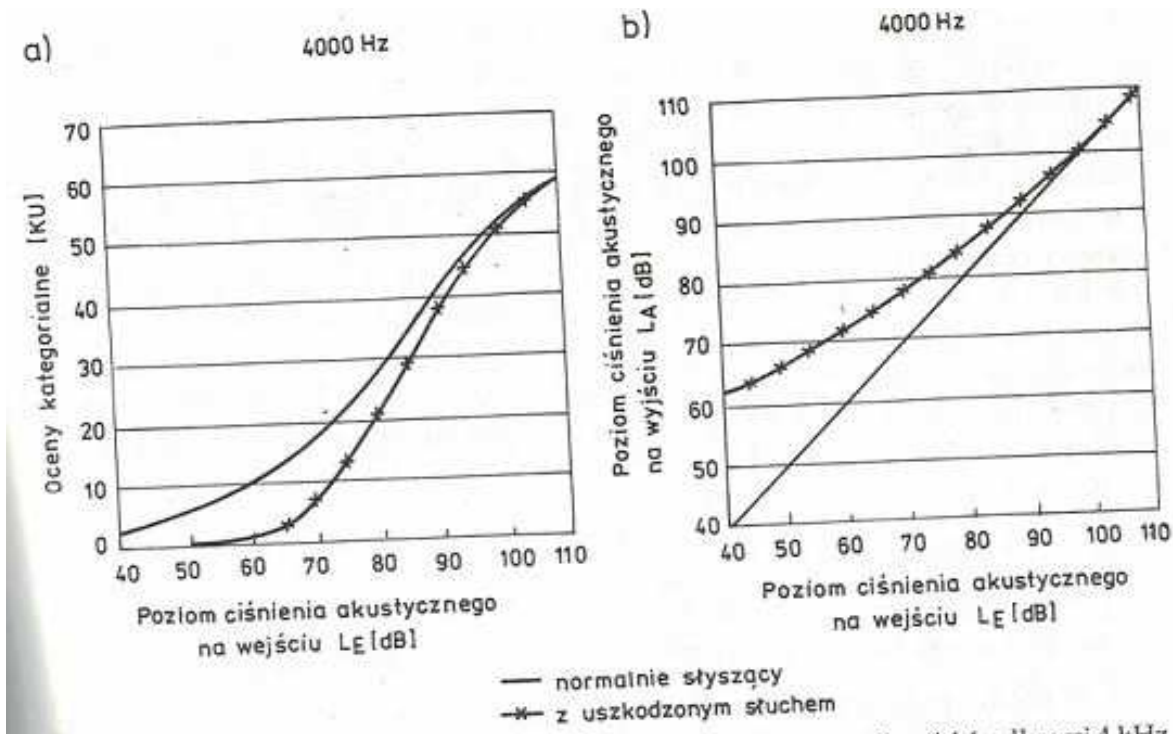 a)
4000 Hz
70
60
50
40
30
20
10
0
Oceny kategorialne [KU]
40 50 60 70 80 90 100 110
Poziom ciśnienia akustycznego
na wejściu LE [dB]
b)
4000 Hz
110
100
90
80
70
60
50
40
Poziom ciśnienia akustycznego
na wyjściu LA [dB]
40 50 60 70 80 90 100 110
Poziom ciśnienia akustycznego
na wejściu LE [dB]
normalnie słyszący
z uszkodzonym słuchem
4 kHz